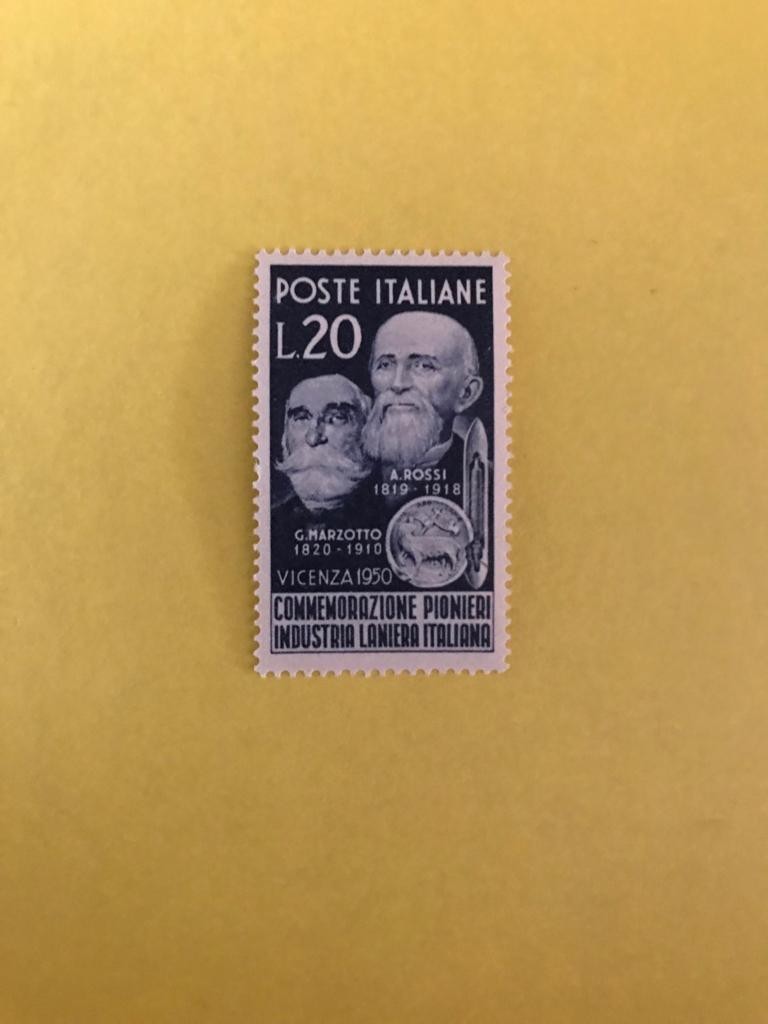 POSTE ITALIANE
L.20
A.ROSSI
1819 - 1918
G.MARZOTTO
1820 - 1910
VICENZA 1950
COMMEMORAZIONE PIONIERI
INDUSTRIA LANIERA ITALIANA